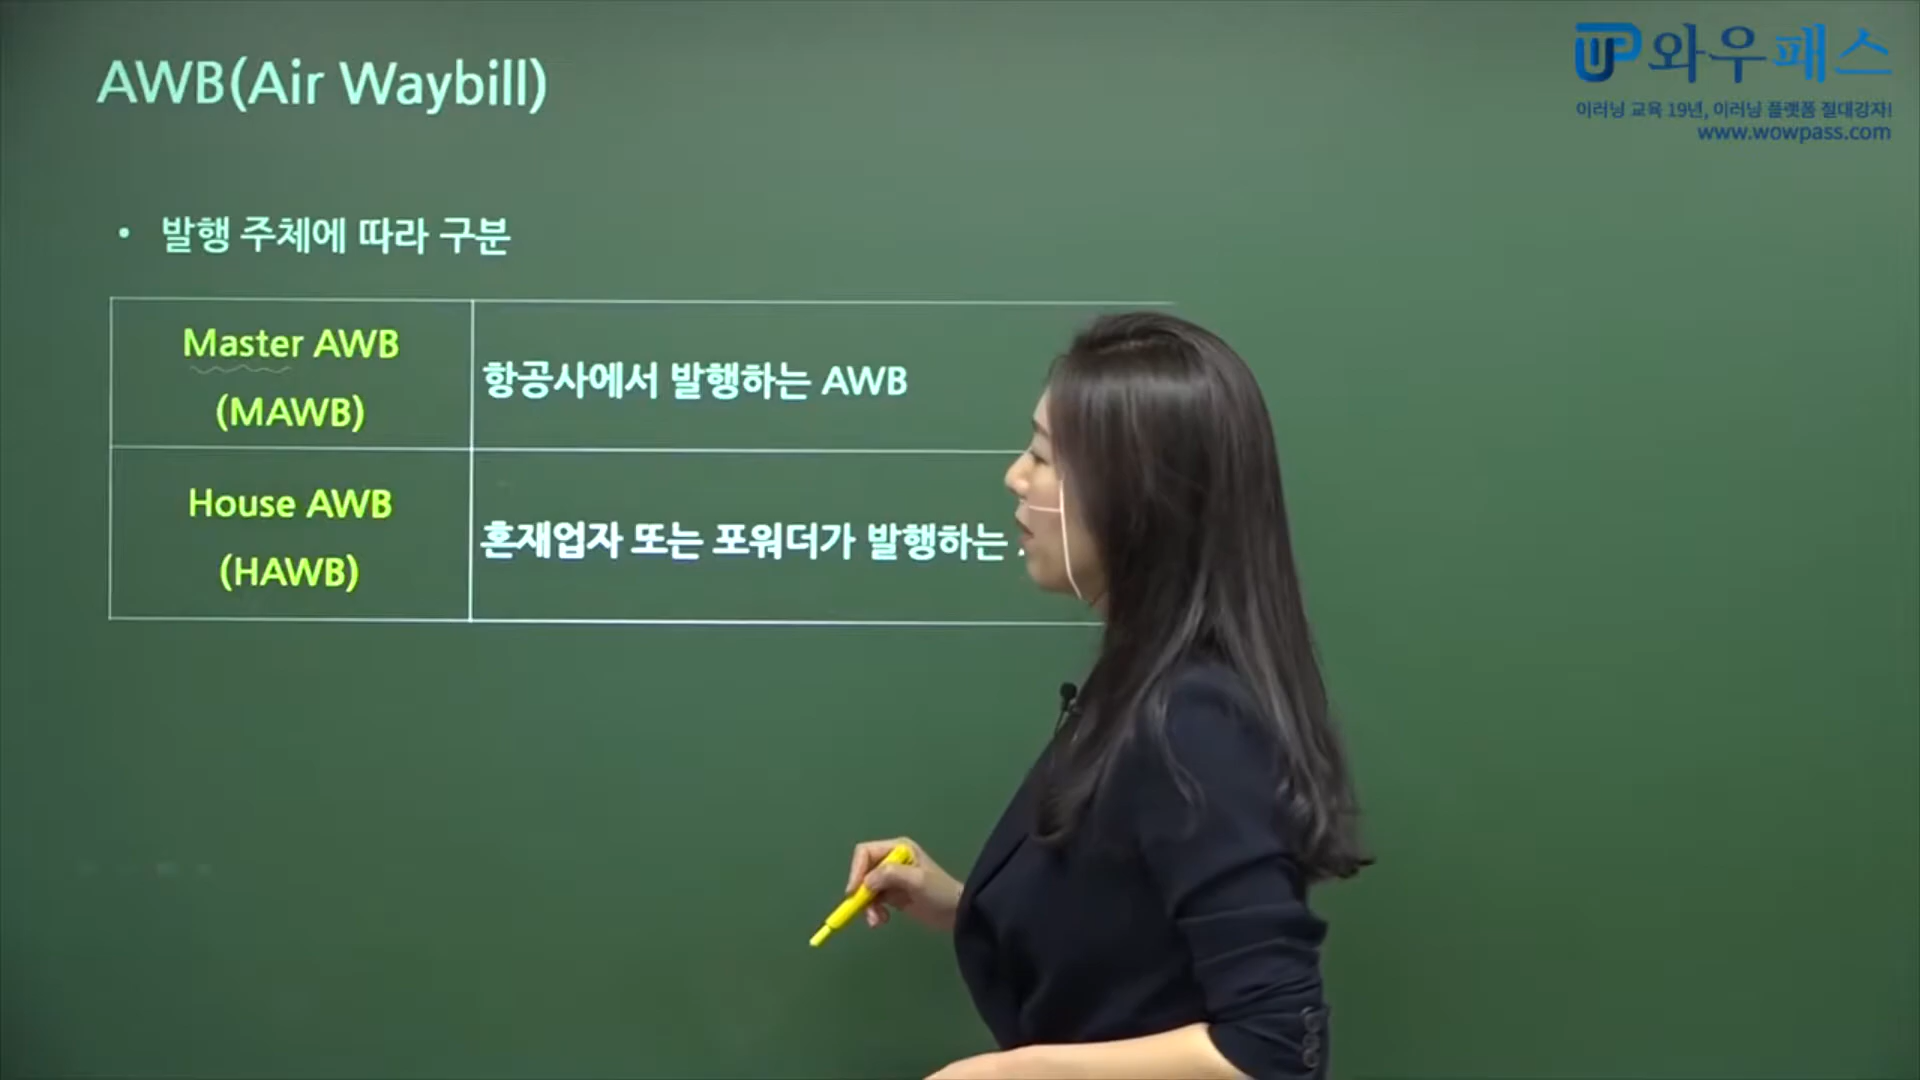 AWB(Air Waybill)
와우패스
이러닝 교육 19년, 이러닝 플랫폼 절대강자!
www.wowpass.com
• 발행 주체에 따라 구분
Master AWB
(MAWB)
항공사에서 발행하는 AWB
House AWB
(HAWB)
혼재업자 또는 포워더가 발행하는